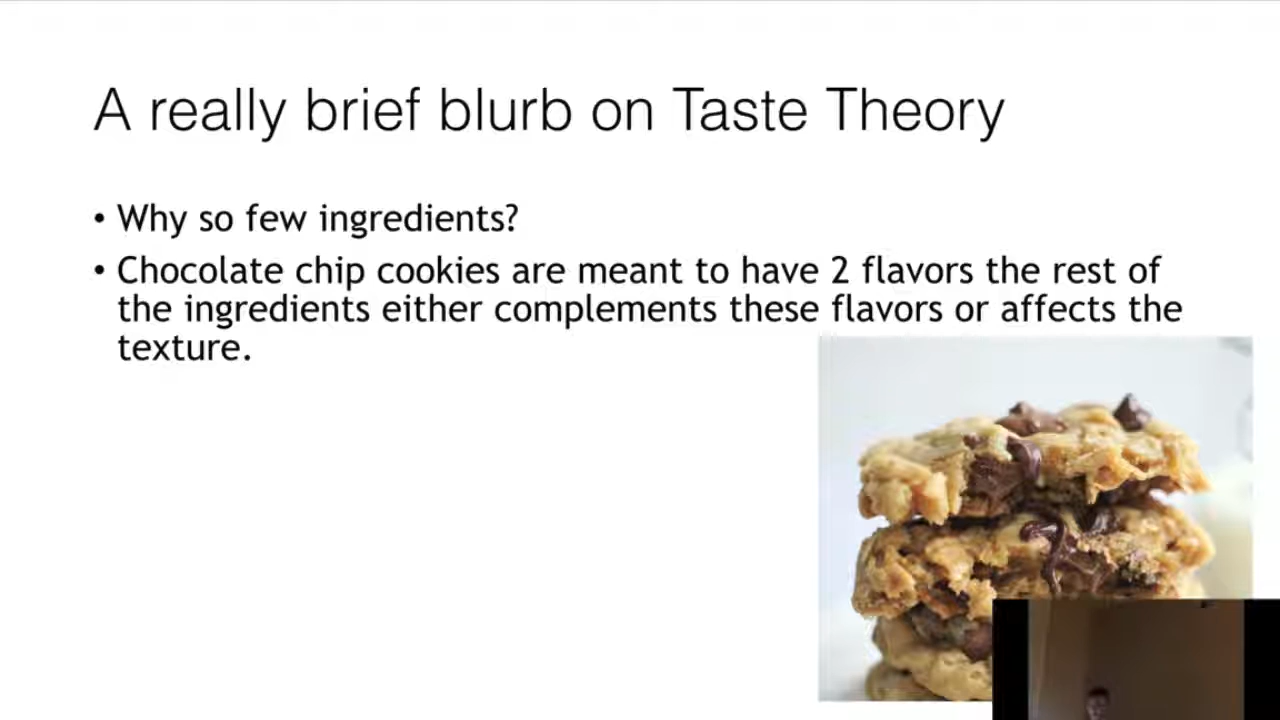 A really brief blurb on Taste Theory
• Why so few ingredients?
• Chocolate chip cookies are meant to have 2 flavors the rest of
the ingredients either complements these flavors or affects the
texture.